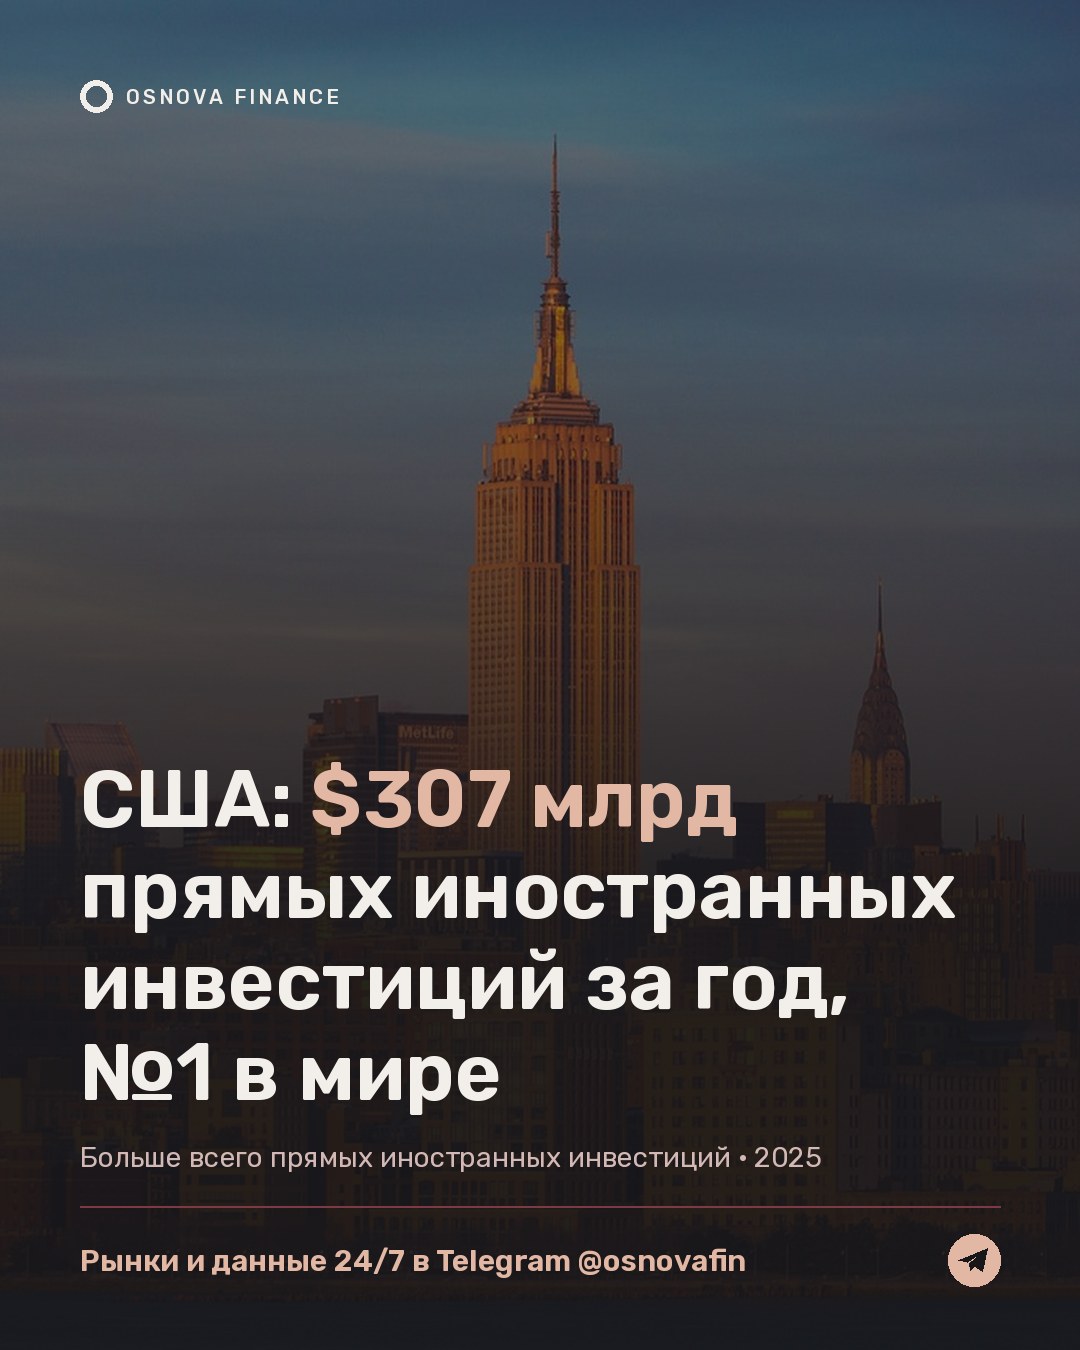 OSNOVA FINANCE
MetLife
США: $307 млрд
прямых иностранных
инвестиций за год,
№1 в мире
Больше всего прямых иностранных инвестиций • 2025
Рынки и данные 24/7 в Telegram @osnovafin